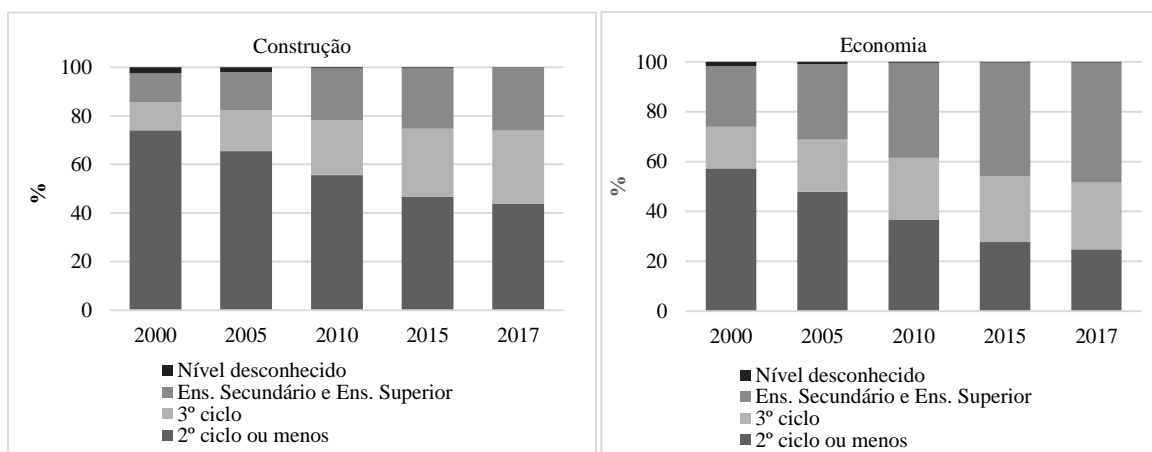 Construção
100
80
60
40
20
0
%
2000 2005 2010 2015 2017
Nível desconhecido
Ens. Secundário e Ens. Superior
3º ciclo
2º ciclo ou menos
Economia
100
80
60
40
20
0
%
2000 2005 2010 2015 2017
Nível desconhecido
Ens. Secundário e Ens. Superior
3º ciclo
2º ciclo ou menos